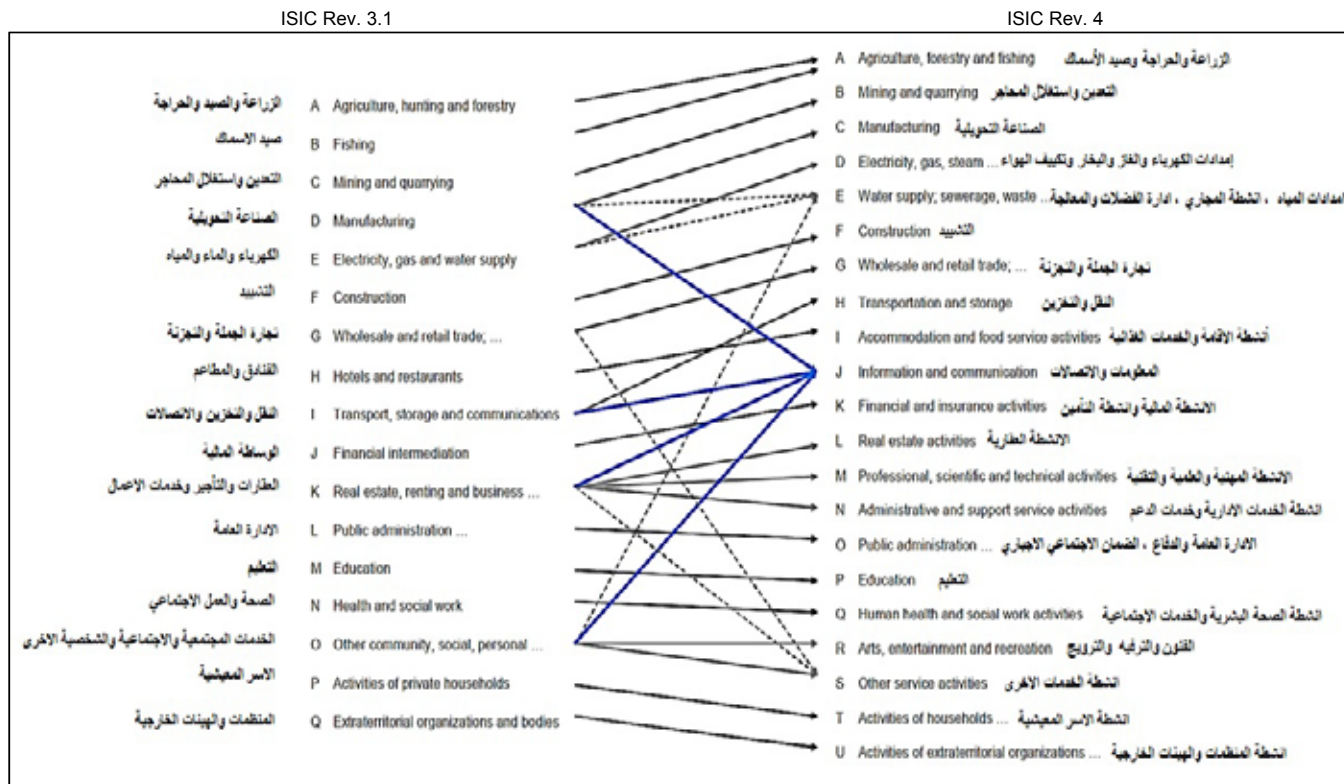 ISIC Rev. 3.1
ISIC Rev. 4
الزراعة والصيد والحراجة A Agriculture, hunting and forestry
صيد الاسماك B Fishing
التعدين واستغلال المحاجر C Mining and quarrying
الصناعة التحويلية D Manufacturing
الكهرباء والماء والمياه E Electricity, gas and water supply
التشييد F Construction
تجارة الجملة والتجزئة G Wholesale and retail trade; ...
الفنادق والمطاعم H Hotels and restaurants
النقل والتخزين والاتصالات I Transport, storage and communications
الوساطة المالية J Financial intermediation
العقارات والتأجير وخدمات الاعمال K Real estate, renting and business ...
الادارة العامة L Public administration ...
التعليم M Education
الصحة والعمل الاجتماعي N Health and social work
الخدمات المجتمعية والاجتماعية والشخصية الاخرى O Other community, social, personal ...
الاسر المعيشية P Activities of private households
المنظمات والهيئات الخارجية Q Extraterritorial organizations and bodies
A Agriculture, forestry and fishing الزراعة والحراجة وصيد الأسماك
B Mining and quarrying التعدين واستغلال المحاجر
C Manufacturing الصناعة التحويلية
D Electricity, gas, steam ... إمدادات الكهرباء والغاز والبخار وتكييف الهواء
E Water supply; sewerage, waste ... امدادات المياه ، انشطة المجاري ، ادارة الفضلات والمعالجة
F Construction التشييد
G Wholesale and retail trade; ... تجارة الجملة والتجزئة
H Transportation and storage النقل والتخزين
I Accommodation and food service activities أنشطة الاقامة والخدمات الغذائية
J Information and communication المعلومات والاتصالات
K Financial and insurance activities الانشطة المالية وانشطة التأمين
L Real estate activities الانشطة العقارية
M Professional, scientific and technical activities الانشطة المهنية والعلمية والتقنية
N Administrative and support service activities انشطة الخدمات الادارية وخدمات الدعم
O Public administration ... الادارة العامة والدفاع ، الضمان الاجتماعي الاجباري
P Education التعليم
Q Human health and social work activities انشطة الصحة البشرية والخدمات الاجتماعية
R Arts, entertainment and recreation الفنون والترفيه والترويج
S Other service activities انشطة الخدمات الاخرى
T Activities of households ... انشطة الاسر المعيشية
U Activities of extraterritorial organizations ... انشطة المنظمات والهيئات الخارجية